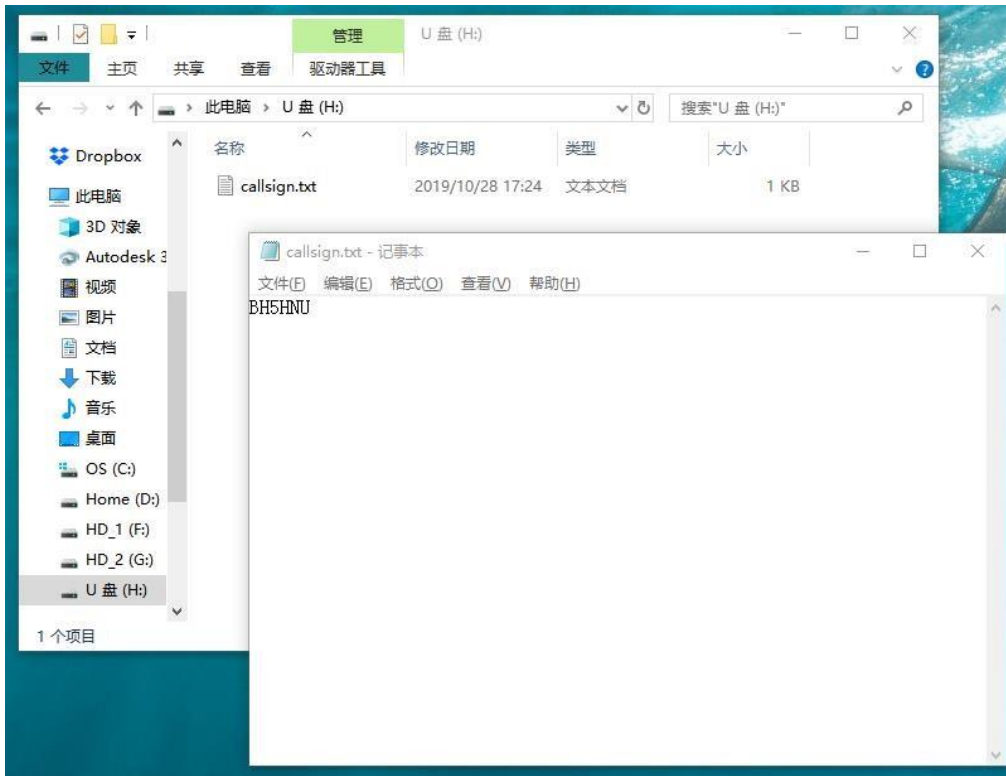 管理 U 盘 (H:)
文件 主页 共享 查看 驱动器工具
此电脑 › U 盘 (H:) 搜索"U 盘 (H:)"
名称 修改日期 类型 大小
callsign.txt 2019/10/28 17:24 文本文档 1 KB
Dropbox
此电脑
3D 对象
Autodesk 3
视频
图片
文档
下载
音乐
桌面
OS (C:)
Home (D:)
HD_1 (F:)
HD_2 (G:)
U 盘 (H:)
1 个项目
callsign.txt - 记事本
文件(F) 编辑(E) 格式(O) 查看(V) 帮助(H)
BH5HNU